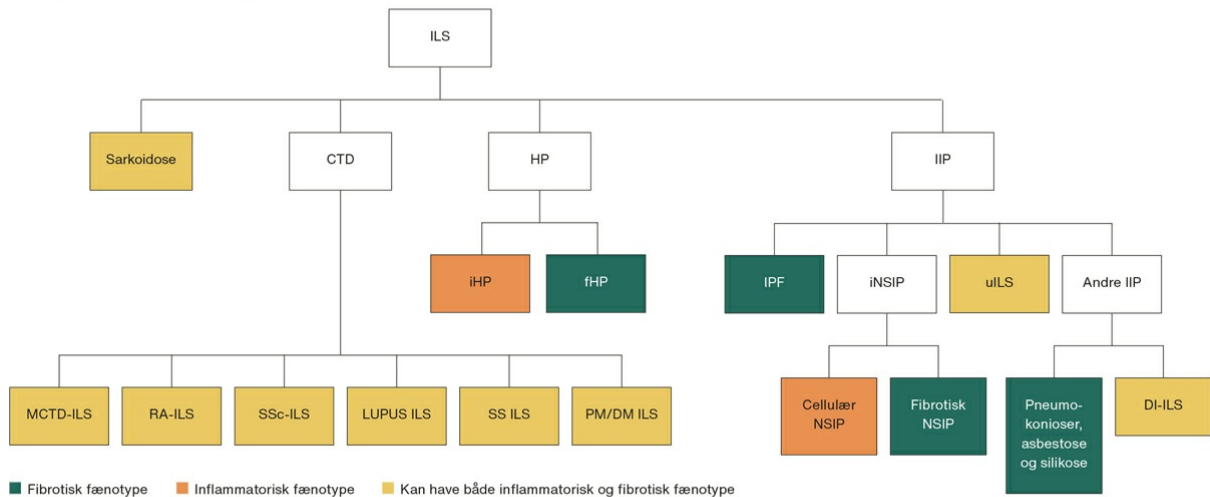 ILS
Sarkoidose
CTD
HP
IIP
iHP
fHP
IPF
iNSIP
uILS
Andre IIP
MCTD-ILS
RA-ILS
SSc-ILS
LUPUS ILS
SS ILS
PM/DM ILS
Cellulær
NSIP
Fibrotisk
NSIP
Pneumo-
konioser,
asbestose
og silikose
DI-ILS
Fibrotisk fænotype
Inflammatorisk fænotype
Kan have både inflammatorisk og fibrotisk fænotype